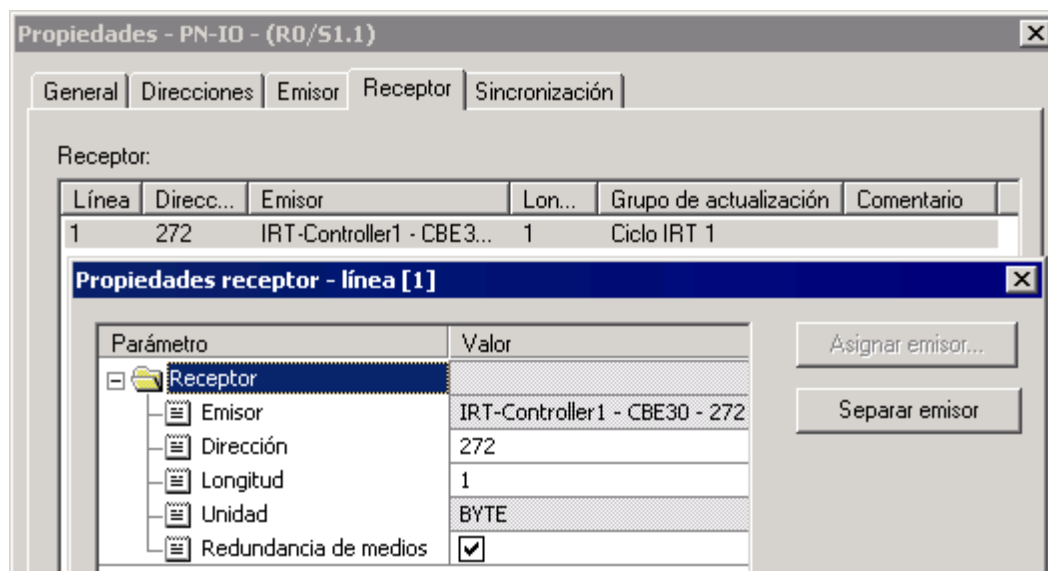 Propiedades - PN-IO - (R0/S1.1)
General Direcciones Emisor Receptor Sincronización
Receptor:
Línea Direcc... Emisor Lon... Grupo de actualización Comentario
1 272 IRT-Controller1 - CBE3... 1 Ciclo IRT 1
Propiedades receptor - línea [1]
Parámetro Valor Asignar emisor...
Receptor
Emisor IRT-Controller1 - CBE30 - 272 Separar emisor
Dirección 272
Longitud 1
Unidad BYTE
Redundancia de medios